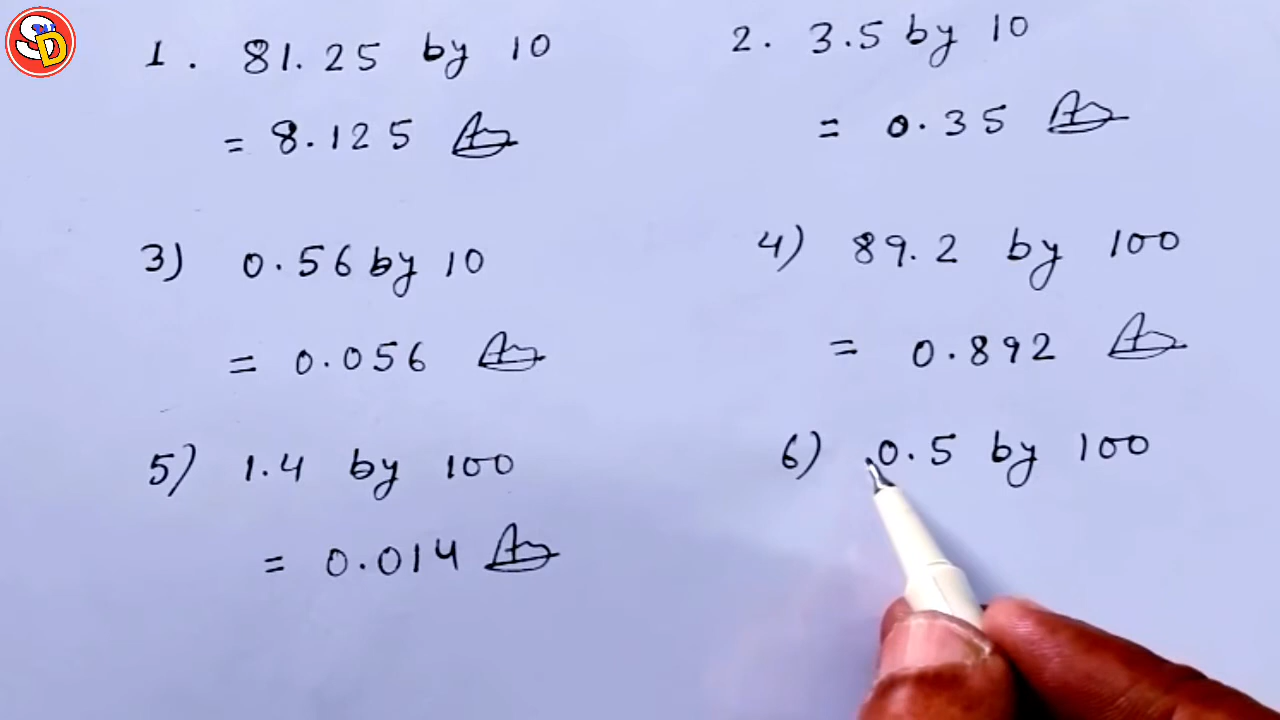 SD
1. 81.25 by 10
= 8.125 Ans
2. 3.5 by 10
= 0.35 Ans
3) 0.56 by 10
= 0.056 Ans
4) 89.2 by 100
= 0.892 Ans
5) 1.4 by 100
= 0.014 Ans
6) 0.5 by 100